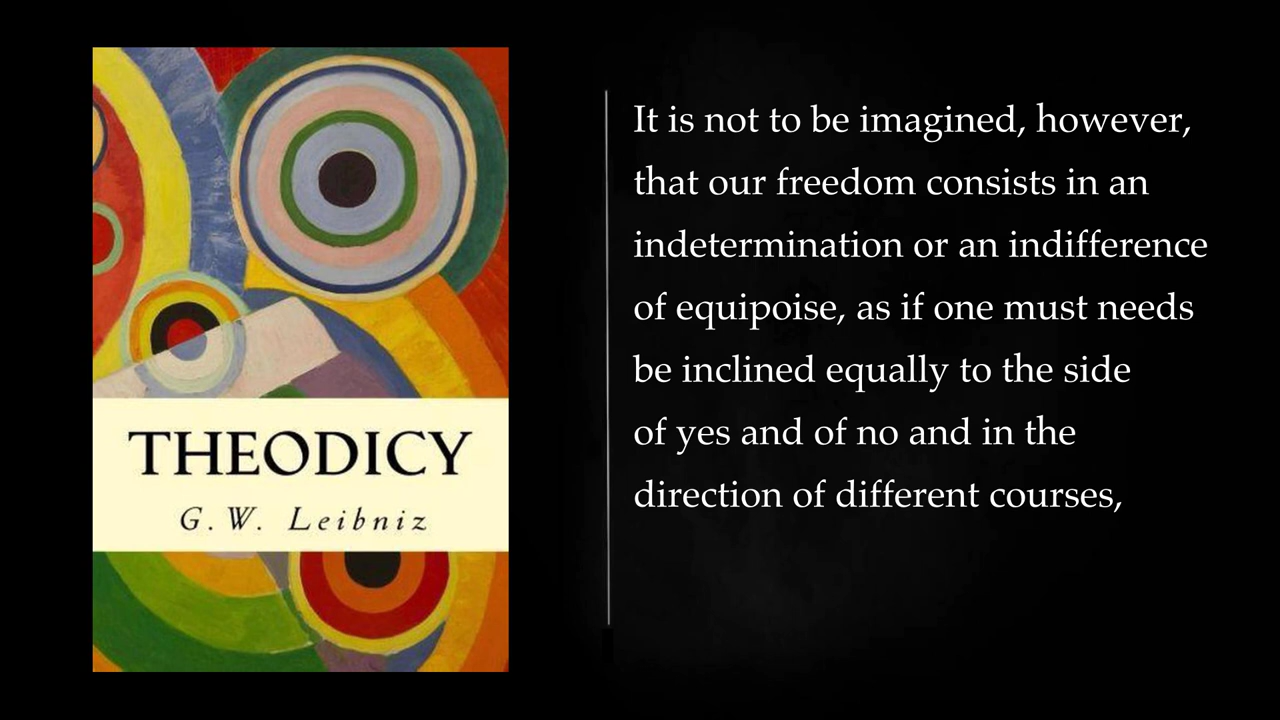 THEODICY
G. W. Leibniz
It is not to be imagined, however,
that our freedom consists in an
indetermination or an indifference
of equipoise, as if one must needs
be inclined equally to the side
of yes and of no and in the
direction of different courses,